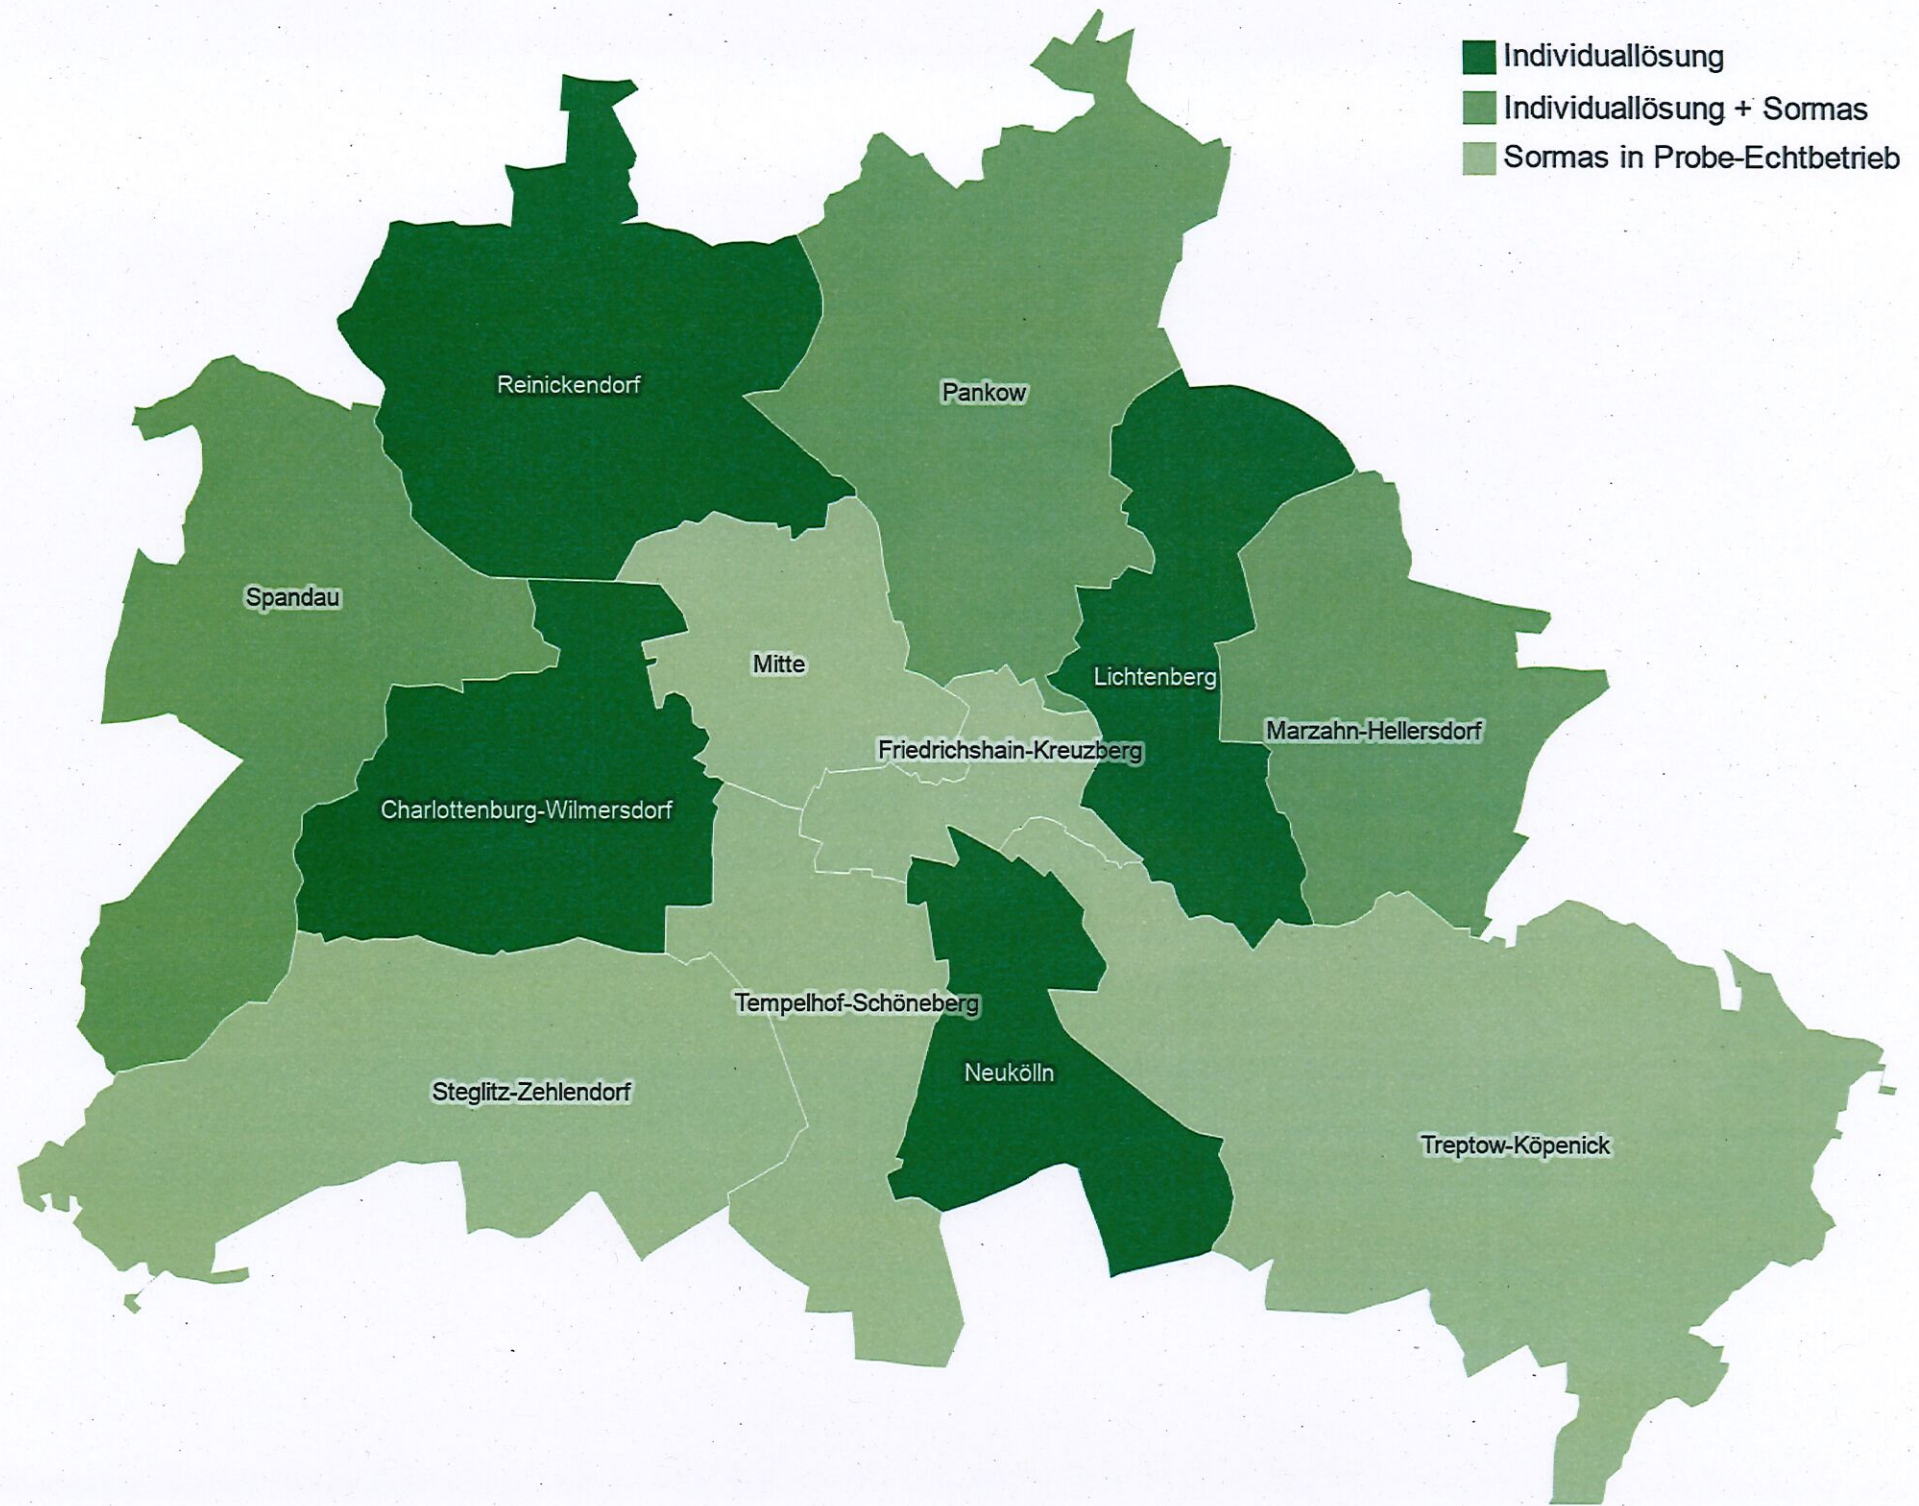 Individuallösung
Individuallösung + Sormas
Sormas in Probe-Echtbetrieb
Reinickendorf
Pankow
Spandau
Mitte
Lichtenberg
Marzahn-Hellersdorf
Friedrichshain-Kreuzberg
Charlottenburg-Wilmersdorf
Tempelhof-Schöneberg
Neukölln
Steglitz-Zehlendorf
Treptow-Köpenick